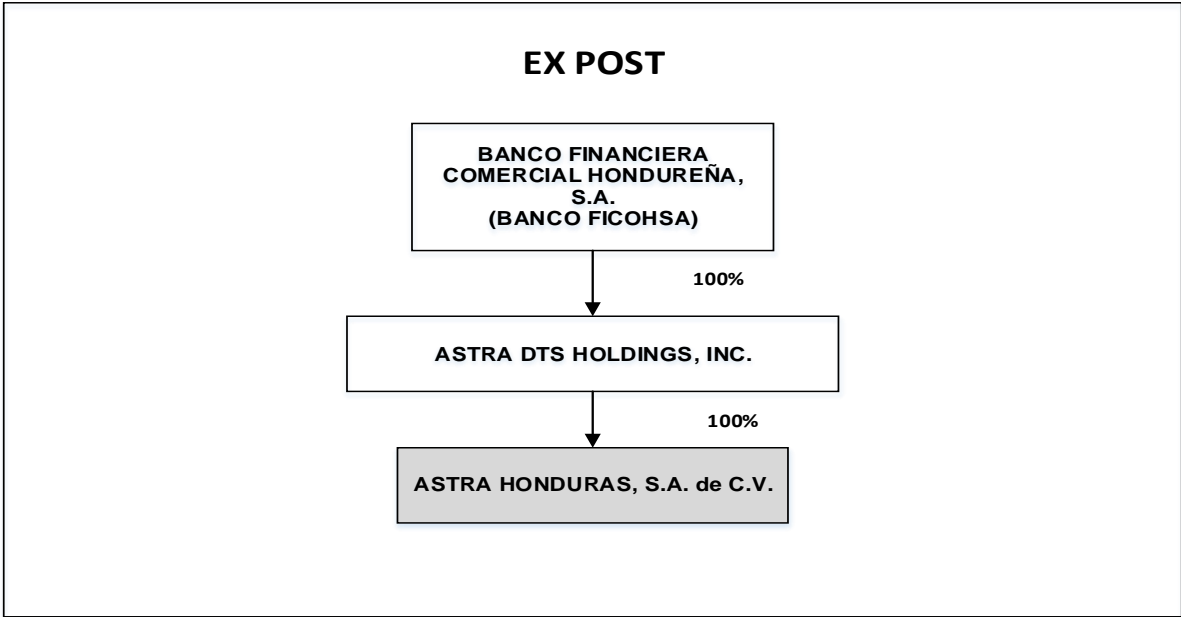 EX POST
BANCO FINANCIERA
COMERCIAL HONDUREÑA,
S.A.
(BANCO FICOHSA)
100%
ASTRA DTS HOLDINGS, INC.
100%
ASTRA HONDURAS, S.A. de C.V.